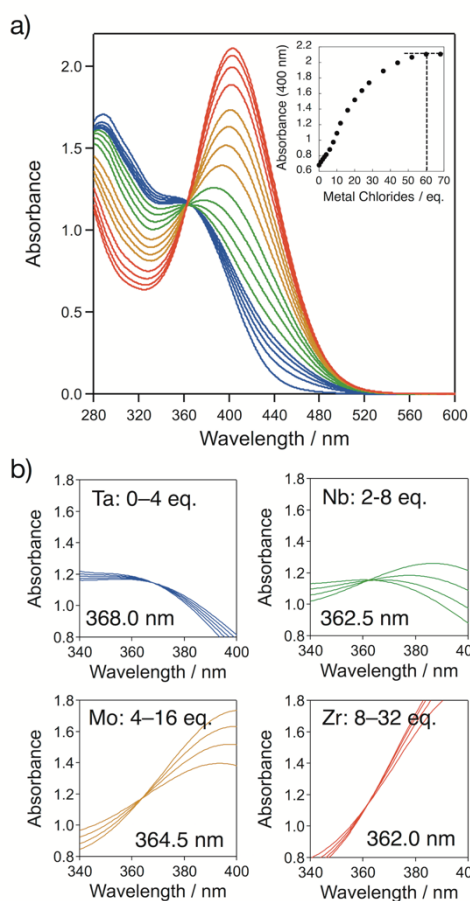 a)
2.0
1.5
1.0
0.5
0.0
Absorbance
280 320 360 400 440 480 520 560 600
Wavelength / nm
2.2
2.0
1.8
1.6
1.4
1.2
1.0
0.8
0.6
Absorbance (400 nm)
0 10 20 30 40 50 60 70
Metal Chlorides / eq.
b)
1.8
1.6
1.4
1.2
1.0
0.8
Absorbance
Ta: 0–4 eq.
368.0 nm
340 360 380 400
Wavelength / nm
1.8
1.6
1.4
1.2
1.0
0.8
Absorbance
Nb: 2-8 eq.
362.5 nm
340 360 380 40
Wavelength / nm
1.8
1.6
1.4
1.2
1.0
0.8
Absorbance
Mo: 4–16 eq.
364.5 nm
340 360 380 400
Wavelength / nm
1.8
1.6
1.4
1.2
1.0
0.8
Absorbance
Zr: 8–32 eq.
362.0 nm
340 360 380 40
Wavelength / nm